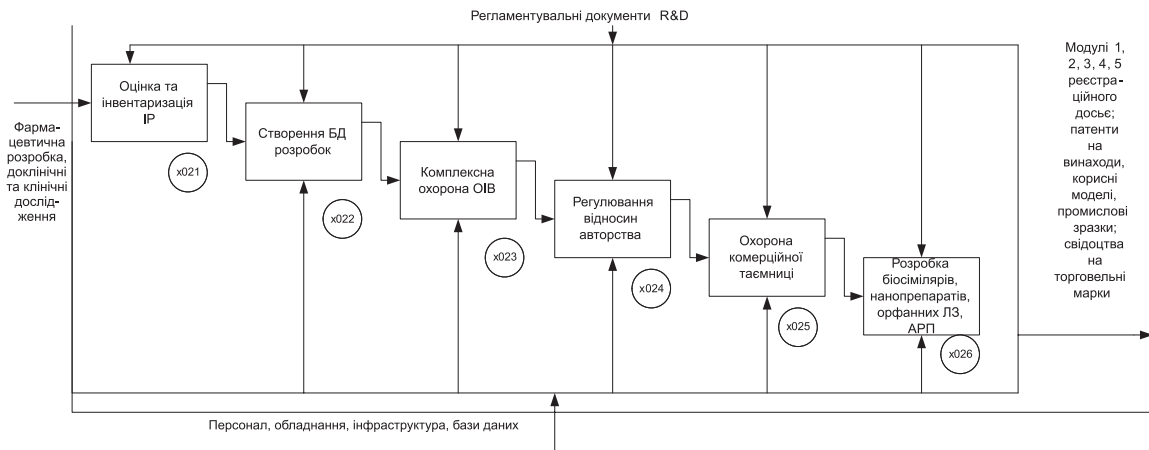 Регламентувальні документи R&D
Фарма-
цевтична
розробка,
доклінічні
та клінічні
дослід-
ження
Оцінка та
інвентаризація
IP
x021
Створення БД
розробок
x022
Комплексна
охорона ОІВ
x023
Регулювання
відносин
авторства
x024
Охорона
комерційної
таємниці
x025
Розробка
біосімілярів,
нанопрепаратів,
орфанних ЛЗ,
АРП
x026
Модулі 1,
2, 3, 4, 5
реєстра-
ційного
досьє;
патенти
на
винаходи,
корисні
моделі,
промислові
зразки;
свідоцтва
на
торговельні
марки
Персонал, обладнання, інфраструктура, бази даних